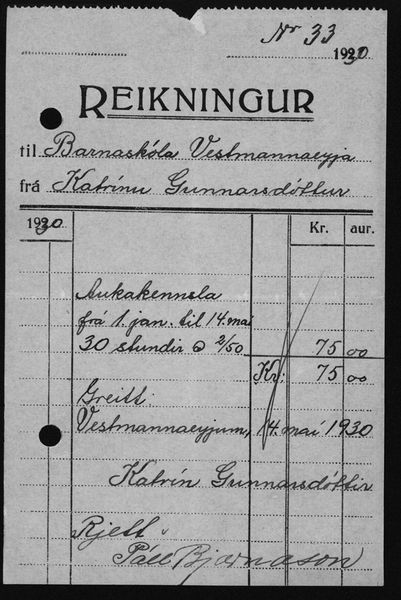 Nr 33
1930
REIKNINGUR
til Barnaskóla Vestmannaeyja
frá Katrínu Gunnarsdóttur
1930 Kr. aur.
Aukakennsla
frá 1. jan. til 14. mai
30 stundir @ 2/50 75 00
Kr: 75 00
Greitt:
Vestmannaeyjum, 14. maí 1930
Katrín Gunnarsdóttir
Rjett
Páll Bjarnason